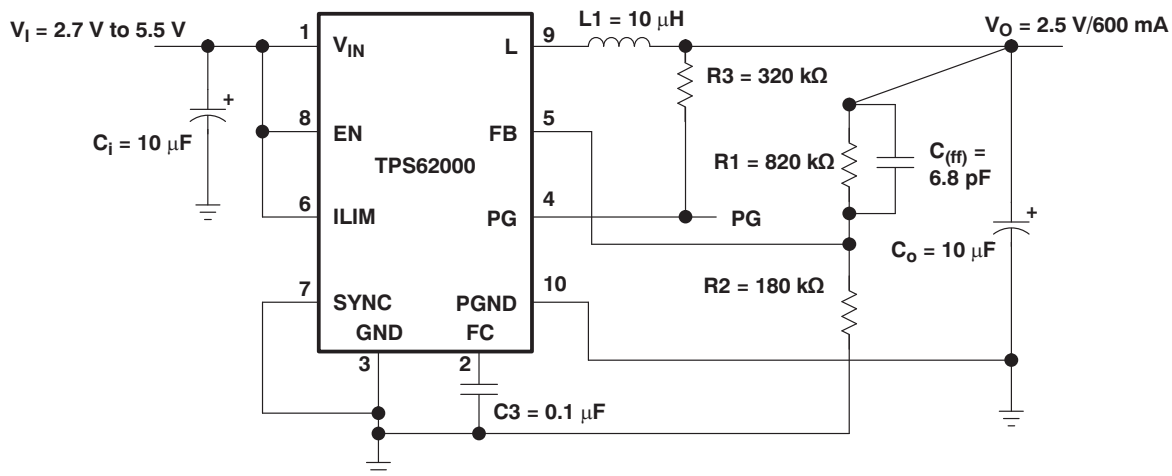 V_I = 2.7 V to 5.5 V
L1 = 10 μH
V_O = 2.5 V/600 mA
1
V_IN
L
9
R3 = 320 kΩ
C_i = 10 μF
8
EN
FB
5
TPS62000
R1 = 820 kΩ
C_(ff) =
6.8 pF
6
ILIM
PG
4
PG
C_o = 10 μF
7
SYNC
PGND
10
R2 = 180 kΩ
GND
FC
3
2
C3 = 0.1 μF
+
+